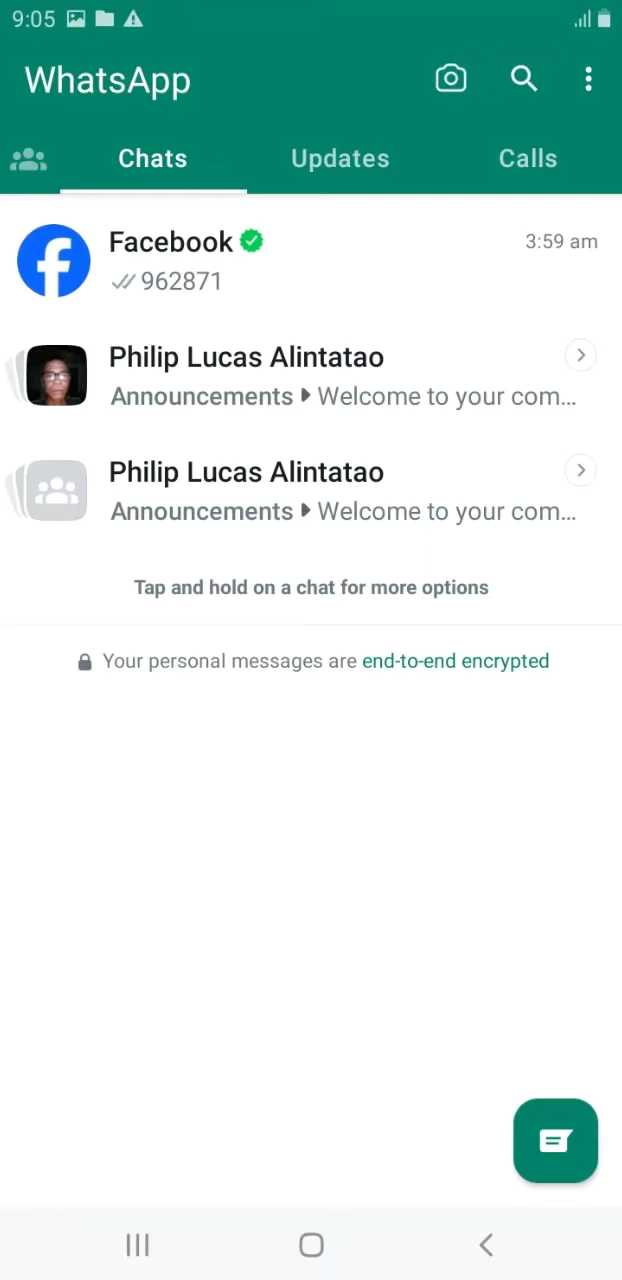 9:05
WhatsApp
Chats Updates Calls
Facebook 3:59 am
962871
Philip Lucas Alintatao
Announcements Welcome to your com...
Philip Lucas Alintatao
Announcements Welcome to your com...
Tap and hold on a chat for more options
Your personal messages are end-to-end encrypted